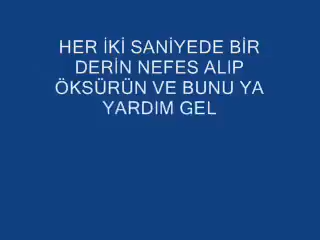 HER İKİ SANİYEDE BİR
DERİN NEFES ALIP
ÖKSÜRÜN VE BUNU YA
YARDIM GEL